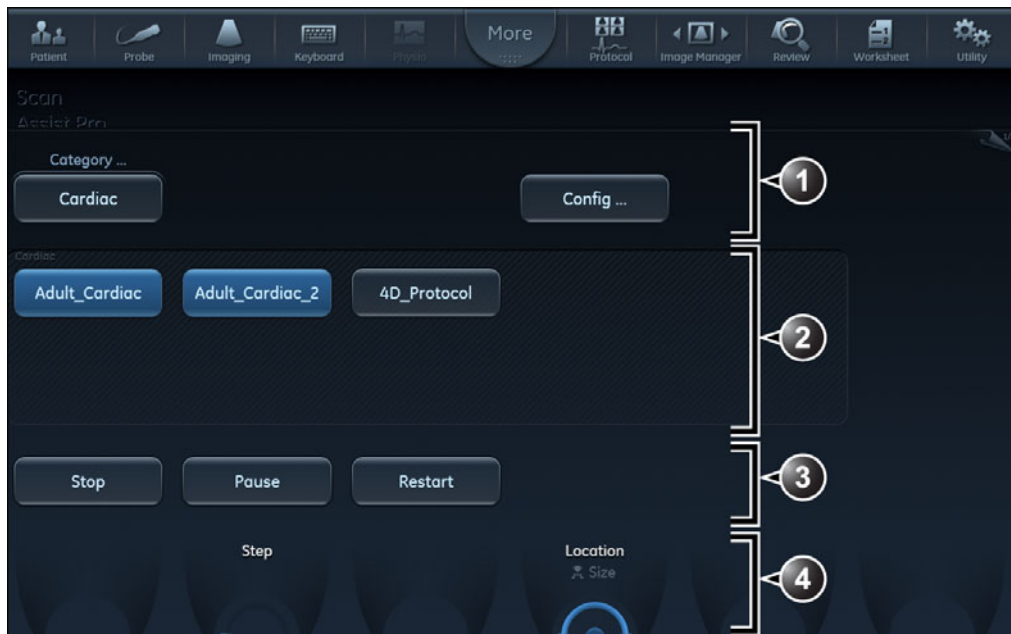 Patient Probe Imaging Keyboard Physio More Protocol Image Manager Review Worksheet Utility
Scan
Assist Pro
Category ...
Cardiac Config ...
1
Cardiac
Adult_Cardiac Adult_Cardiac_2 4D_Protocol
2
Stop Pause Restart
3
Step Location
Size
4